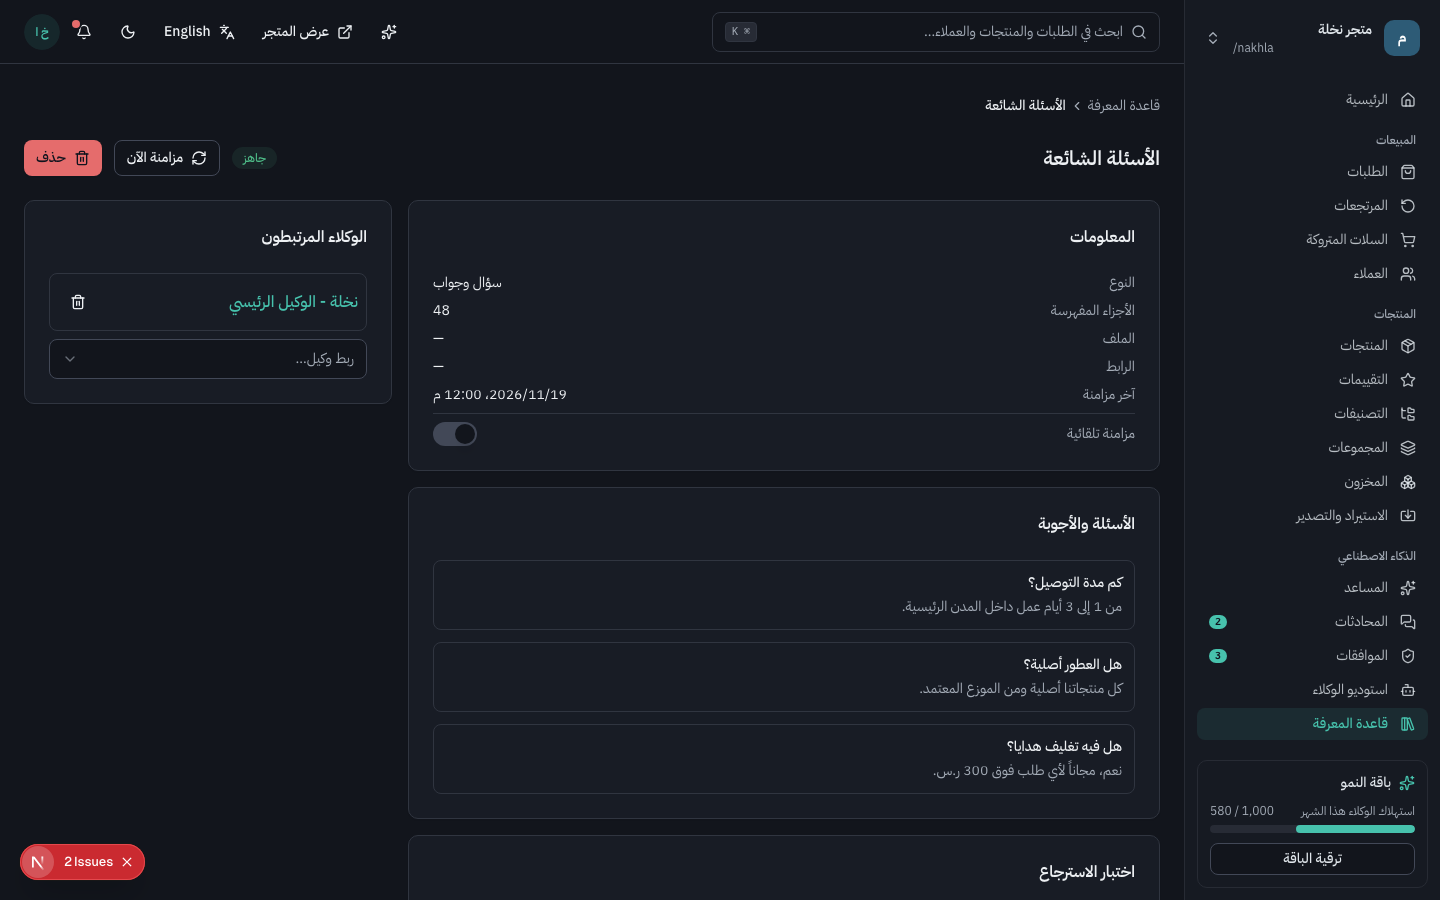 متجر نخلة
/nakhla
الرئيسية
المبيعات
الطلبات
المرتجعات
السلات المتروكة
العملاء
المنتجات
المنتجات
التقييمات
التصنيفات
المجموعات
المخزون
الاستيراد والتصدير
الذكاء الاصطناعي
المساعد
المحادثات 2
الموافقات 3
استوديو الوكلاء
قاعدة المعرفة
باقة النمو
استهلاك الوكلاء هذا الشهر 580 / 1,000
ترقية الباقة
م
ابحث في الطلبات والمنتجات والعملاء... ⌘ K
عرض المتجر
English
خ ا
قاعدة المعرفة
الأسئلة الشائعة
الأسئلة الشائعة
جاهز
مزامنة الآن
حذف
المعلومات
النوع سؤال وجواب
الأجزاء المفهرسة 48
الملف —
الرابط —
آخر مزامنة 2026/11/19، 12:00 م
مزامنة تلقائية
الأسئلة والأجوبة
كم مدة التوصيل؟
من 1 إلى 3 أيام عمل داخل المدن الرئيسية.
هل العطور أصلية؟
كل منتجاتنا أصلية ومن الموزع المعتمد.
هل فيه تغليف هدايا؟
نعم، مجاناً لأي طلب فوق 300 ر.س.
اختبار الاسترجاع
الوكلاء المرتبطون
نخلة - الوكيل الرئيسي
ربط وكيل...
N 2 Issues